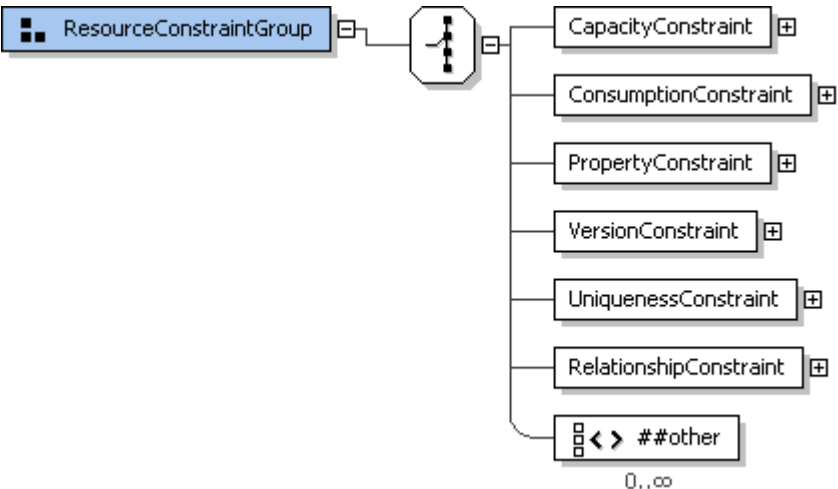 ResourceConstraintGroup
CapacityConstraint
ConsumptionConstraint
PropertyConstraint
VersionConstraint
UniquenessConstraint
RelationshipConstraint
##other
0..∞